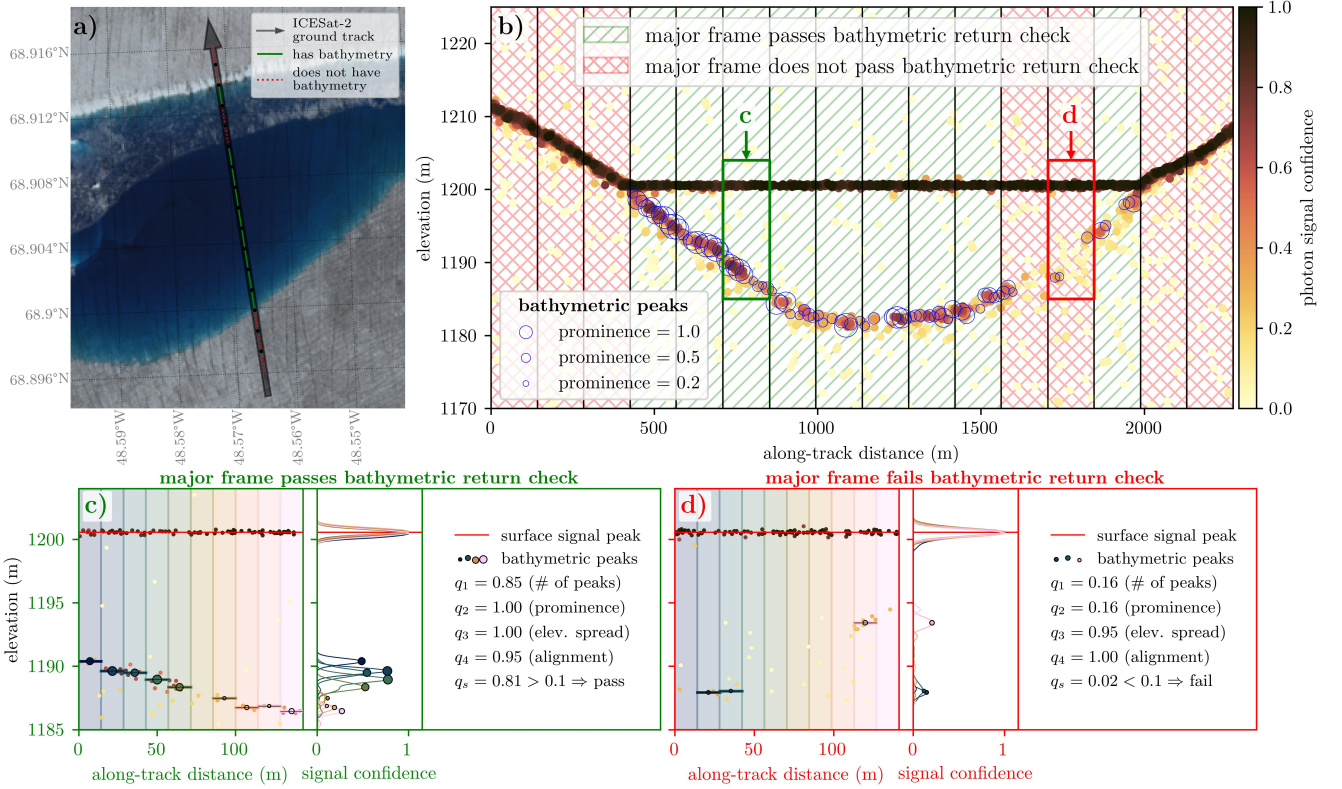 a)
ICESat-2
ground track
has bathymetry
does not have
bathymetry
68.916°N
68.912°N
68.908°N
68.904°N
68.9°N
68.896°N
48.59°W
48.58°W
48.57°W
48.56°W
48.55°W
b)
major frame passes bathymetric return check
major frame does not pass bathymetric return check
c
d
bathymetric peaks
prominence = 1.0
prominence = 0.5
prominence = 0.2
elevation (m)
1220
1210
1200
1190
1180
1170
0
500
1000
1500
2000
along-track distance (m)
1.0
0.8
0.6
0.4
0.2
0.0
photon signal confidence
major frame passes bathymetric return check
c)
elevation (m)
1200
1195
1190
1185
0
50
100
along-track distance (m)
0
1
signal confidence
surface signal peak
bathymetric peaks
q1 = 0.85 (# of peaks)
q2 = 1.00 (prominence)
q3 = 1.00 (elev. spread)
q4 = 0.95 (alignment)
qs = 0.81 > 0.1 ⇒ pass
major frame fails bathymetric return check
d)
0
50
100
along-track distance (m)
0
1
signal confidence
surface signal peak
bathymetric peaks
q1 = 0.16 (# of peaks)
q2 = 0.16 (prominence)
q3 = 0.95 (elev. spread)
q4 = 1.00 (alignment)
qs = 0.02 < 0.1 ⇒ fail